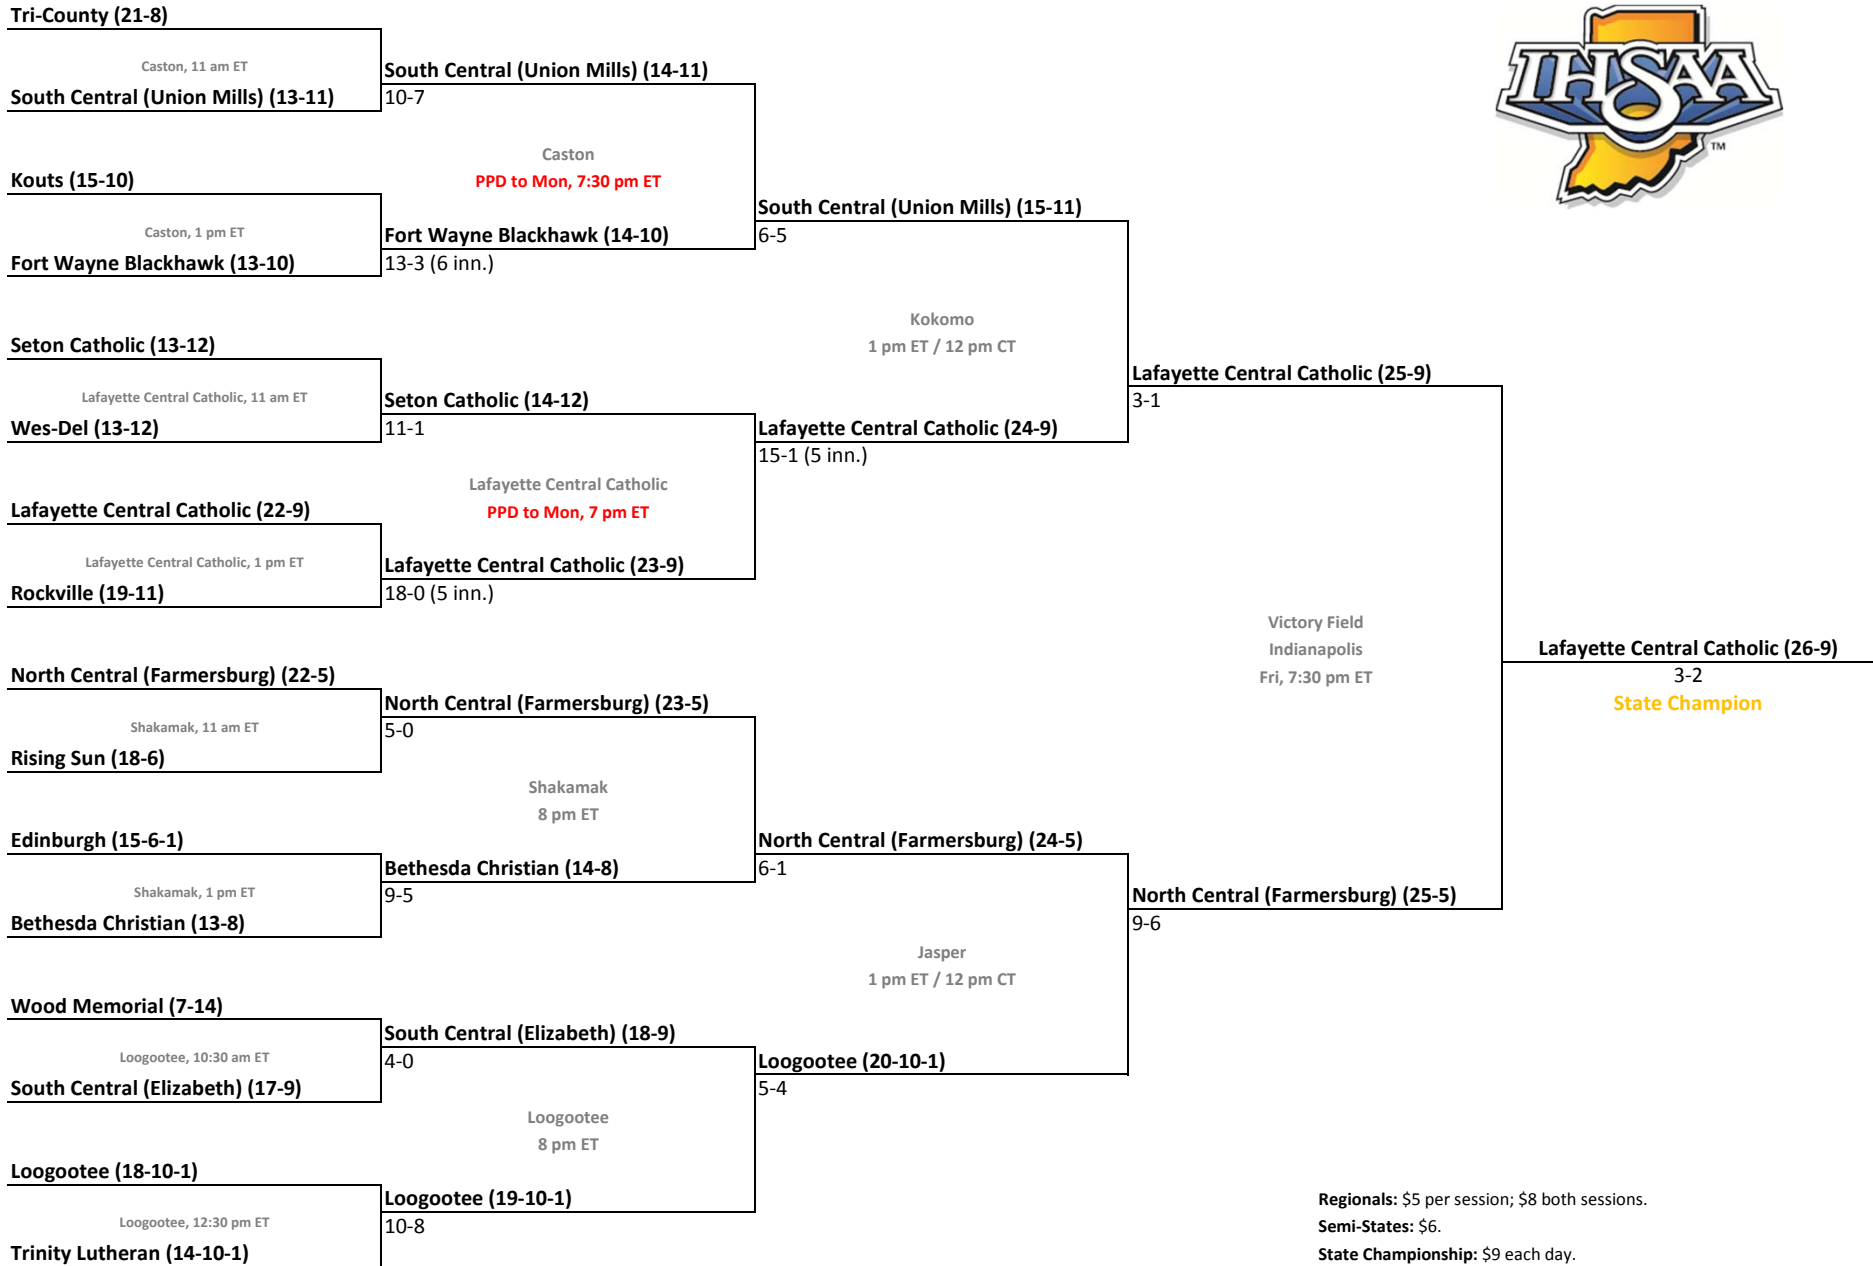 Tri-County (21-8)
Caston, 11 am ET
South Central (Union Mills) (13-11)
Kouts (15-10)
Caston, 1 pm ET
Fort Wayne Blackhawk (13-10)
Seton Catholic (13-12)
Lafayette Central Catholic, 11 am ET
Wes-Del (13-12)
Lafayette Central Catholic (22-9)
Lafayette Central Catholic, 1 pm ET
Rockville (19-11)
North Central (Farmersburg) (22-5)
Shakamak, 11 am ET
Rising Sun (18-6)
Edinburgh (15-6-1)
Shakamak, 1 pm ET
Bethesda Christian (13-8)
Wood Memorial (7-14)
Loogootee, 10:30 am ET
South Central (Elizabeth) (17-9)
Loogootee (18-10-1)
Loogootee, 12:30 pm ET
Trinity Lutheran (14-10-1)
South Central (Union Mills) (14-11)
10-7
Caston
PPD to Mon, 7:30 pm ET
Fort Wayne Blackhawk (14-10)
13-3 (6 inn.)
Seton Catholic (14-12)
11-1
Lafayette Central Catholic
PPD to Mon, 7 pm ET
Lafayette Central Catholic (23-9)
18-0 (5 inn.)
North Central (Farmersburg) (23-5)
5-0
Shakamak
8 pm ET
Bethesda Christian (14-8)
9-5
South Central (Elizabeth) (18-9)
4-0
Loogootee
8 pm ET
Loogootee (19-10-1)
10-8
South Central (Union Mills) (15-11)
6-5
Kokomo
1 pm ET / 12 pm CT
Lafayette Central Catholic (24-9)
15-1 (5 inn.)
North Central (Farmersburg) (24-5)
6-1
Jasper
1 pm ET / 12 pm CT
Loogootee (20-10-1)
5-4
Lafayette Central Catholic (25-9)
3-1
Victory Field
Indianapolis
Fri, 7:30 pm ET
North Central (Farmersburg) (25-5)
9-6
IHSAA
TM
Lafayette Central Catholic (26-9)
3-2
State Champion
Regionals: $5 per session; $8 both sessions.
Semi-States: $6.
State Championship: $9 each day.